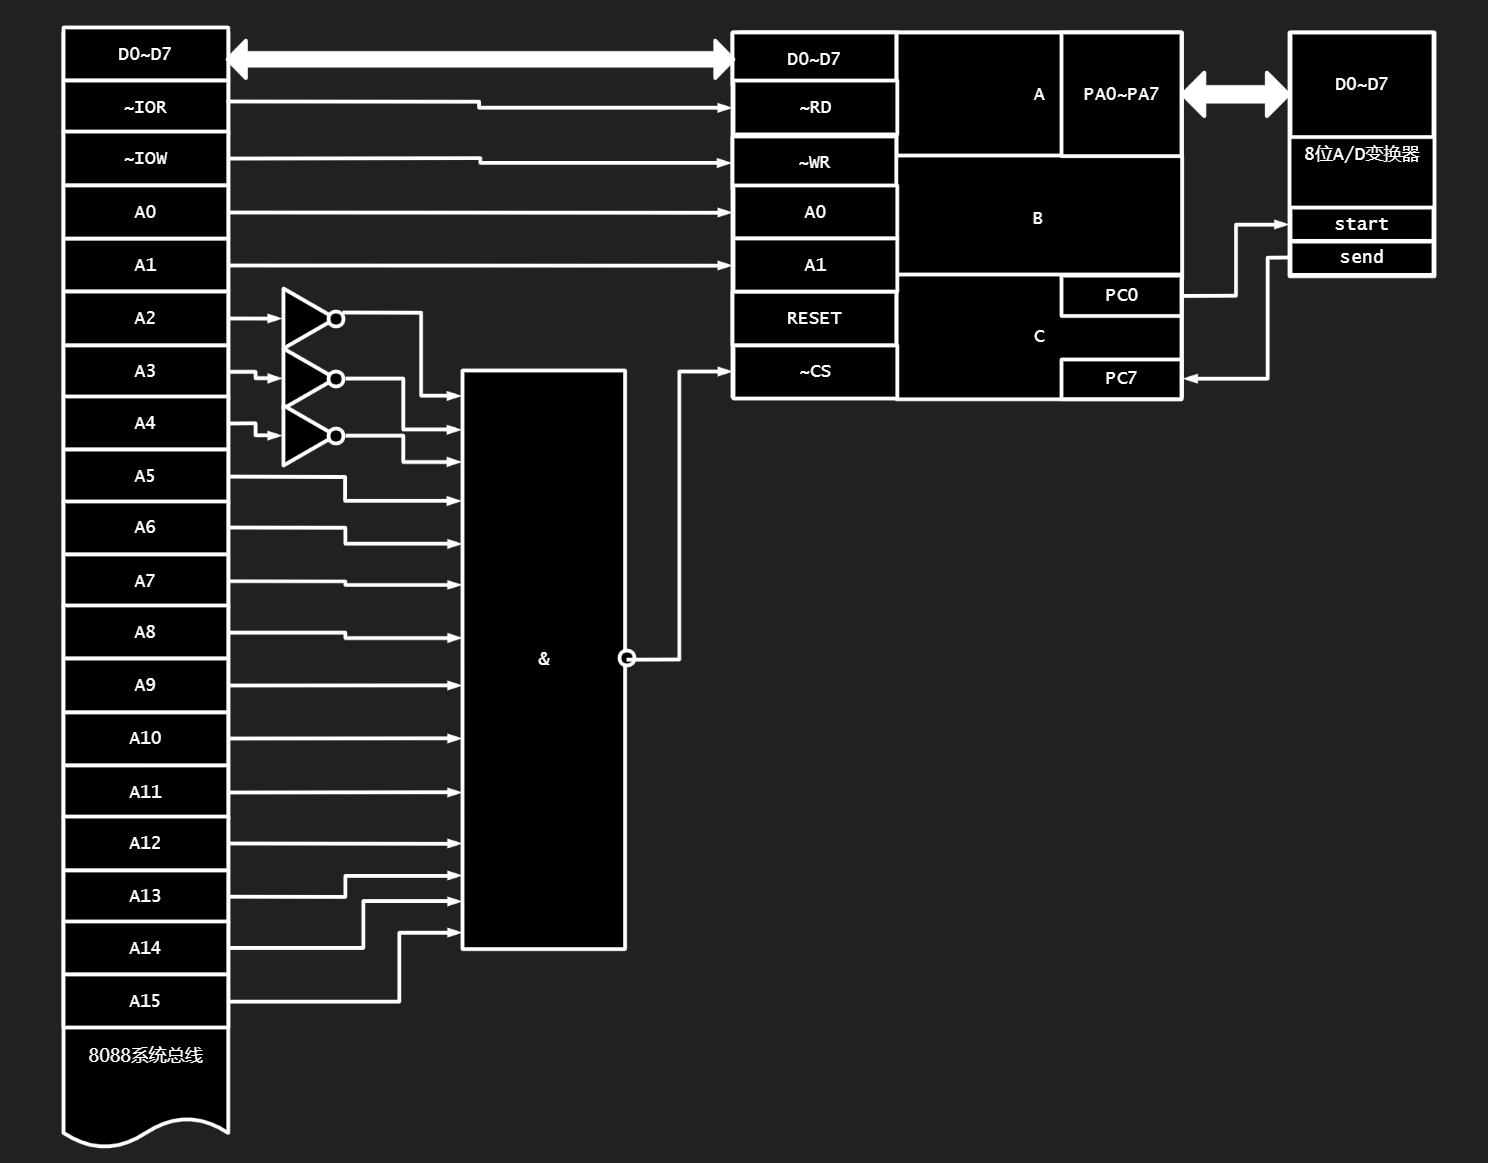 D0~D7
~IOR
~IOW
A0
A1
A2
A3
A4
A5
A6
A7
A8
A9
A10
A11
A12
A13
A14
A15
8088系统总线
&
D0~D7
~RD
~WR
A0
A1
RESET
~CS
A
PA0~PA7
B
C
PC0
PC7
D0~D7
8位A/D变换器
start
send